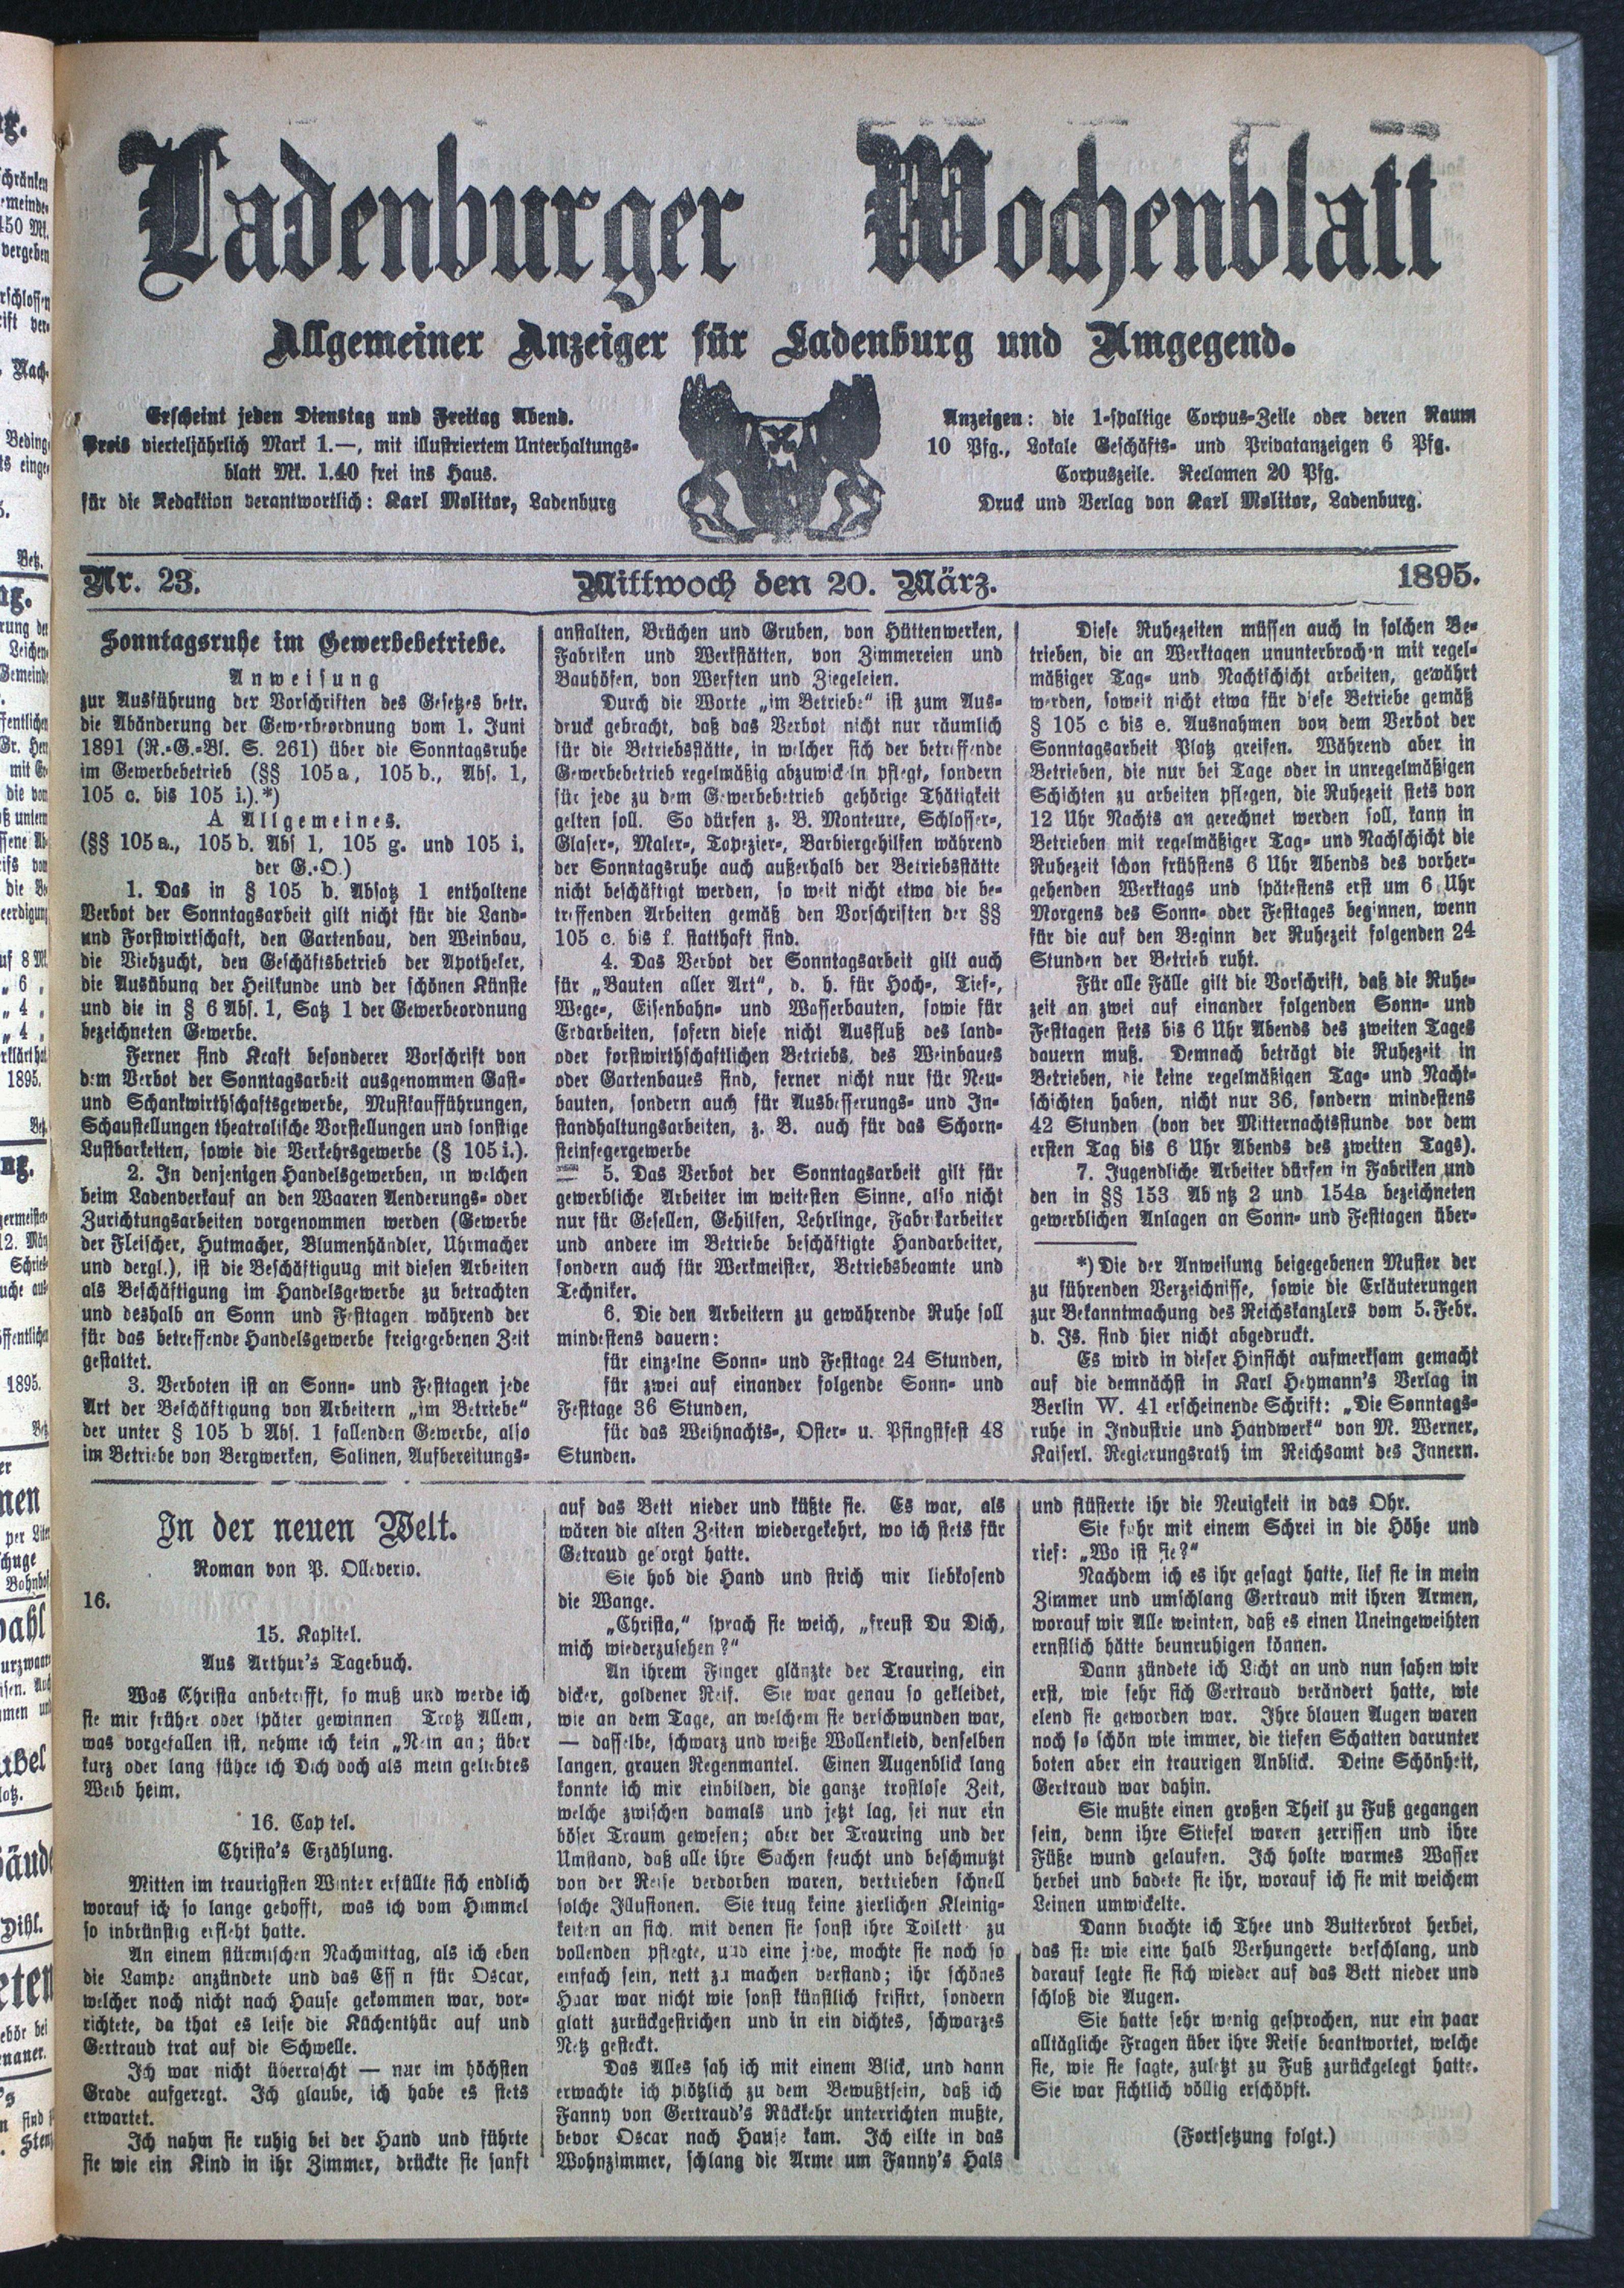 Ladenburger Wochenblatt
Allgemeiner Anzeiger für Ladenburg und Umgegend.
Erscheint jeden Dienstag und Freitag Abend.
Preis vierteljährlich Mark 1.—, mit illustriertem Unterhaltungs-
blatt Mk. 1.40 frei ins Haus.
für die Redaktion verantwortlich: Karl Molitor, Ladenburg
Anzeigen: die 1-spaltige Corpus-Zeile oder deren Raum
10 Pfg., Lokale Geschäfts- und Privatanzeigen 6 Pfg.
Corpuszeile. Reclamen 20 Pfg.
Druck und Verlag von Karl Molitor, Ladenburg.
Nr. 23.
Mittwoch den 20. März.
1895.
Sonntagsruhe im Gewerbebetriebe.
Anweisung
zur Ausführung der Vorschriften des Gesetzes betr.
die Abänderung der Gewerbeordnung vom 1. Juni
1891 (R.-G.-Bl. S. 261) über die Sonntagsruhe
im Gewerbebetrieb (§§ 105a, 105b., Abs. 1,
105 c. bis 105 i.).*)
A Allgemeines.
(§§ 105a., 105b. Abs 1, 105 g. und 105 i.
der G.-O.)
1. Das in § 105 b. Absatz 1 enthaltene
Verbot der Sonntagsarbeit gilt nicht für die Land-
und Forstwirtschaft, den Gartenbau, den Weinbau,
die Viehzucht, den Geschäftsbetrieb der Apotheker,
die Ausübung der Heilkunde und der schönen Künste
und die in § 6 Abs. 1, Satz 1 der Gewerbeordnung
bezeichneten Gewerbe.
Ferner sind Kraft besonderer Vorschrift von
dem Verbot der Sonntagsarbeit ausgenommen Gast-
und Schankwirthschaftsgewerbe, Musikaufführungen,
Schaustellungen theatralische Vorstellungen und sonstige
Lustbarkeiten, sowie die Verkehrsgewerbe (§ 105i.).
2. In denjenigen Handelsgewerben, in welchen
beim Ladenverkauf an den Waaren Aenderungs- oder
Zurichtungsarbeiten vorgenommen werden (Gewerbe
der Fleischer, Hutmacher, Blumenhändler, Uhrmacher
und dergl.), ist die Beschäftiguug mit diesen Arbeiten
als Beschäftigung im Handelsgewerbe zu betrachten
und deshalb an Sonn und Festtagen während der
für das betreffende Handelsgewerbe freigegebenen Zeit
gestattet.
3. Verboten ist an Sonn- und Festtagen jede
Art der Beschäftigung von Arbeitern „im Betriebe“
der unter § 105 b Abs. 1 fallenden Gewerbe, also
im Betriebe von Bergwerken, Salinen, Aufbereitungs-
anstalten, Brüchen und Gruben, von Hüttenwerken,
Fabriken und Werkstätten, von Zimmereien und
Bauhöfen, von Werften und Ziegeleien.
Durch die Worte „im Betriebe“ ist zum Aus-
druck gebracht, daß das Verbot nicht nur räumlich
für die Betriebsstätte, in welcher sich der betreffende
Gewerbebetrieb regelmäßig abzuwickeln pflegt, sondern
für jede zu dem Gewerbebetrieb gehörige Thätigkeit
gelten soll. So dürfen z. B. Monteure, Schlosser-,
Glaser-, Maler-, Tapezier-, Barbiergehilfen während
der Sonntagsruhe auch außerhalb der Betriebsstätte
nicht beschäftigt werden, so weit nicht etwa die be-
treffenden Arbeiten gemäß den Vorschriften der §§
105 c. bis f. statthaft sind.
4. Das Verbot der Sonntagsarbeit gilt auch
für „Bauten aller Art“, d. h. für Hoch-, Tief-,
Wege-, Eisenbahn- und Wasserbauten, sowie für
Erdarbeiten, sofern diese nicht Ausfluß des land-
oder forstwirthschaftlichen Betriebs, des Weinbaues
oder Gartenbaues sind, ferner nicht nur für Neu-
bauten, sondern auch für Ausbesserungs- und In-
standhaltungsarbeiten, z. B. auch für das Schorn-
steinfegergewerbe
5. Das Verbot der Sonntagsarbeit gilt für
gewerbliche Arbeiter im weitesten Sinne, also nicht
nur für Gesellen, Gehilfen, Lehrlinge, Fabrikarbeiter
und andere im Betriebe beschäftigte Handarbeiter,
sondern auch für Werkmeister, Betriebsbeamte und
Techniker.
6. Die den Arbeitern zu gewährende Ruhe soll
mindestens dauern:
für einzelne Sonn- und Festtage 24 Stunden,
für zwei auf einander folgende Sonn- und
Festtage 36 Stunden,
für das Weihnachts-, Oster- u. Pfingstfest 48
Stunden.
Diese Ruhezeiten müssen auch in solchen Be-
trieben, die an Werktagen ununterbrochen mit regel-
mäßiger Tag- und Nachtschicht arbeiten, gewährt
werden, soweit nicht etwa für diese Betriebe gemäß
§ 105 c bis e. Ausnahmen von dem Verbot der
Sonntagsarbeit Platz greifen. Während aber in
Betrieben, die nur bei Tage oder in unregelmäßigen
Schichten zu arbeiten pflegen, die Ruhezeit stets von
12 Uhr Nachts an gerechnet werden soll, kann in
Betrieben mit regelmäßiger Tag- und Nachschicht die
Ruhezeit schon frühstens 6 Uhr Abends des vorher-
gehenden Werktags und spätestens erst um 6 Uhr
Morgens des Sonn- oder Festtages beginnen, wenn
für die auf den Beginn der Ruhezeit folgenden 24
Stunden der Betrieb ruht.
Für alle Fälle gilt die Vorschrift, daß die Ruhe-
zeit an zwei auf einander folgenden Sonn- und
Festtagen stets bis 6 Uhr Abends des zweiten Tages
dauern muß. Demnach beträgt die Ruhezeit in
Betrieben, die keine regelmäßigen Tag- und Nacht-
schichten haben, nicht nur 36, sondern mindestens
42 Stunden (von der Mitternachtsstunde vor dem
ersten Tag bis 6 Uhr Abends des zweiten Tags).
7. Jugendliche Arbeiter dürfen in Fabriken und
den in §§ 153 2 und 154a bezeichneten
gewerblichen Anlagen an Sonn- und Festtagen über-
*) Die der Anweisung beigegebenen Muster der
zu führenden Verzeichnisse, sowie die Erläuterungen
zur Bekanntmachung des Reichskanzlers vom 5. Febr.
d. Js. sind hier nicht abgedruckt.
Es wird in dieser Hinsicht aufmerksam gemacht
auf die demnächst in Karl Heymann's Verlag in
Berlin W. 41 erscheinende Schrift: „Die Sonntags-
ruhe in Industrie und Handwerk“ von M. Werner,
Kaiserl. Regierungsrath im Reichsamt des Innern.
In der neuen Welt.
Roman von P. Olleverio.
16.
15. Kapitel.
Aus Arthur's Tagebuch.
Was Christa anbetrifft, so muß und werde ich
sie mir früher oder später gewinnen Trotz Allem,
was vorgefallen ist, nehme ich kein „Nein an; über
kurz oder lang führe ich Dich doch als mein geliebtes
Weib heim.
16. Cap tel.
Christa's Erzählung.
Mitten im traurigsten Winter erfüllte sich endlich
worauf ich so lange gehofft, was ich vom Himmel
so inbrünstig erfleht hatte.
An einem stürmischen Nachmittag, als ich eben
die Lampe anzündete und das Ess n für Oscar,
welcher noch nicht nach Hause gekommen war, vor-
richtete, da that es leise die Küchenthür auf und
Gertraud trat auf die Schwelle.
Ich war nicht überrascht — nur im höchsten
Grade aufgeregt. Ich glaube, ich habe es stets
erwartet.
Ich nahm sie ruhig bei der Hand und führte
sie wie ein Kind in ihr Zimmer, drückte sie sanft
auf das Bett nieder und küßte sie. Es war, als
wären die alten Zeiten wiedergekehrt, wo ich stets für
Getraud ge orgt hatte.
Sie hob die Hand und strich mir liebkosend
die Wange.
„Christa,“ sprach sie weich, „freust Du Dich,
mich wiederzusehen?“
An ihrem Finger glänzte der Trauring, ein
dicker, goldener Reif. Sie war genau so gekleidet,
wie an dem Tage, an welchem sie verschwunden war,
— dasselbe, schwarz und weiße Wollenkleid, denselben
langen, grauen Regenmantel. Einen Augenblick lang
konnte ich mir einbilden, die ganze trostlose Zeit,
welche zwischen damals und jetzt lag, sei nur ein
böser Traum gewesen; aber der Trauring und der
Umstand, daß alle ihre Sachen feucht und beschmutzt
von der Reise verdorben waren, vertrieben schnell
solche Illusionen. Sie trug keine zierlichen Kleinig-
keiten an sich, mit denen sie sonst ihre Toilett zu
vollenden pflegte, und eine jede, mochte sie noch so
einfach sein, nett zu machen verstand; ihr schönes
Haar war nicht wie sonst künstlich frisirt, sondern
glatt zurückgestrichen und in ein dichtes, schwarzes
Netz gesteckt.
Das Alles sah ich mit einem Blick, und dann
erwachte ich plötzlich zu dem Bewußtsein, daß ich
Fanny von Gertraud's Rückkehr unterrichten mußte,
bevor Oscar nach Hause kam. Ich eilte in das
Wohnzimmer, schlang die Arme um Fanny's Hals
und flüsterte ihr die Neuigkeit in das Ohr.
Sie fuhr mit einem Schrei in die Höhe und
rief: „Wo ist sie?“
Nachdem ich es ihr gesagt hatte, lief sie in mein
Zimmer und umschlang Gertraud mit ihren Armen,
worauf wir Alle weinten, daß es einen Uneingeweihten
ernstlich hätte beunruhigen können.
Dann zündete ich Licht an und nun sahen wir
erst, wie sehr sich Gertraud verändert hatte, wie
elend sie geworden war. Ihre blauen Augen waren
noch so schön wie immer, die tiefen Schatten darunter
boten aber ein traurigen Anblick. Deine Schönheit,
Gertraud war dahin.
Sie mußte einen großen Theil zu Fuß gegangen
sein, denn ihre Stiefel waren zerrissen und ihre
Füße wund gelaufen. Ich holte warmes Wasser
herbei und badete sie ihr, worauf ich sie mit weichem
Leinen umwickelte.
Dann brachte ich Thee und Butterbrot herbei,
das sie wie eine halb Verhungerte verschlang, und
darauf legte sie sich wieder auf das Bett nieder und
schloß die Augen.
Sie hatte sehr wenig gesprochen, nur ein paar
alltägliche Fragen über ihre Reise beantwortet, welche
sie, wie sie sagte, zuletzt zu Fuß zurückgelegt hatte.
Sie war sichtlich völlig erschöpft.
(Fortsetzung folgt.)